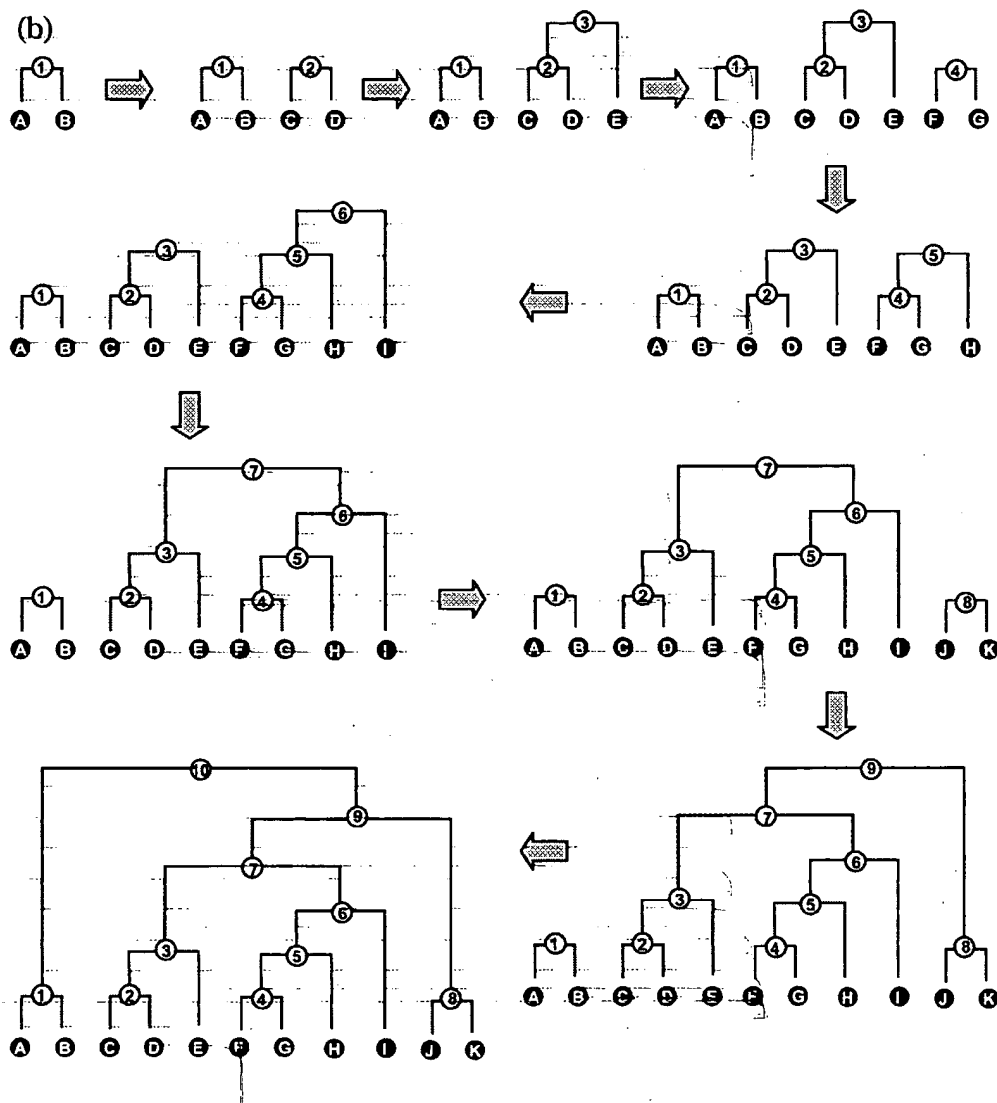 (b)
3 3
1 1 2 1 2 1 2 4
A B A B C D A B C D E A B C D E F G
6
3 5 3 5
1 2 4 1 2 4
A B C D E F G H I A B C D E F G H
7 7
6 6
3 5 3 5
1 2 4 1 2 4 8
A B C D E F G H I A B C D E F G H I J K
10 9
9 7
7 6
6 3 5
3 5 1 2 4 8
1 2 4 8 A B C D E F G H I J K
A B C D E F G H I J K